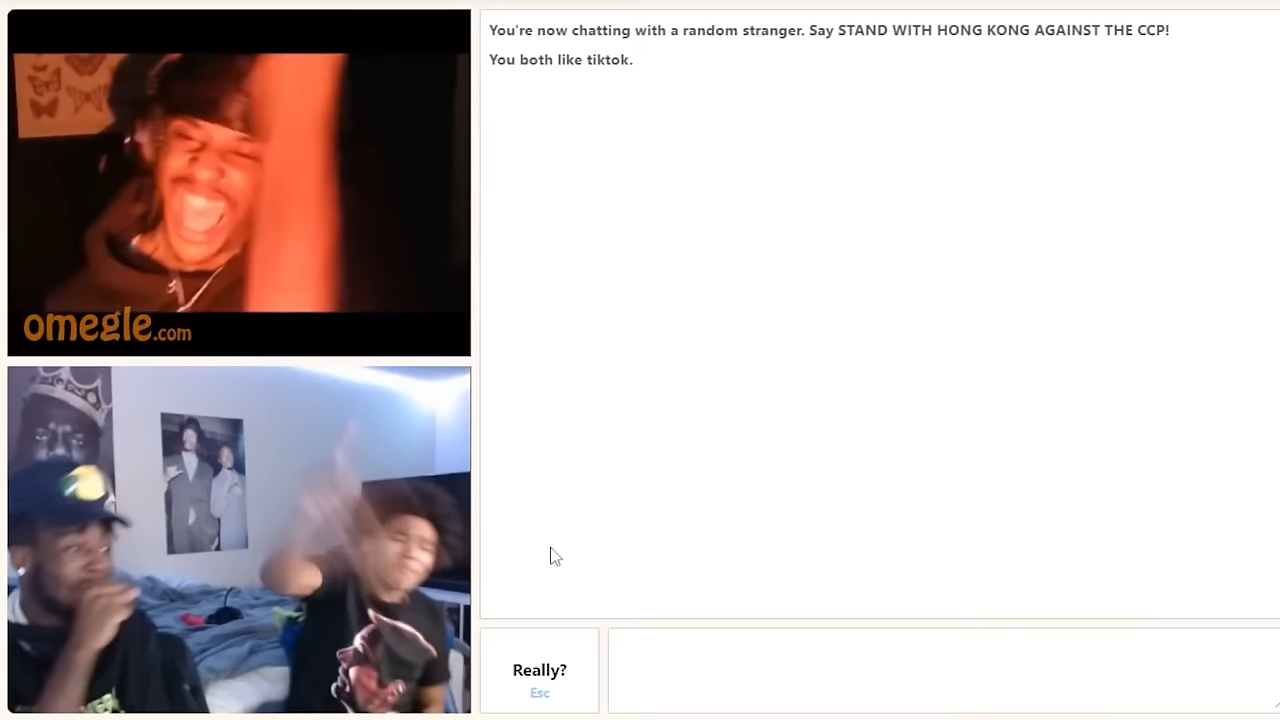 You're now chatting with a random stranger. Say STAND WITH HONG KONG AGAINST THE CCP!
You both like tiktok.
omegle.com
Really?
Esc